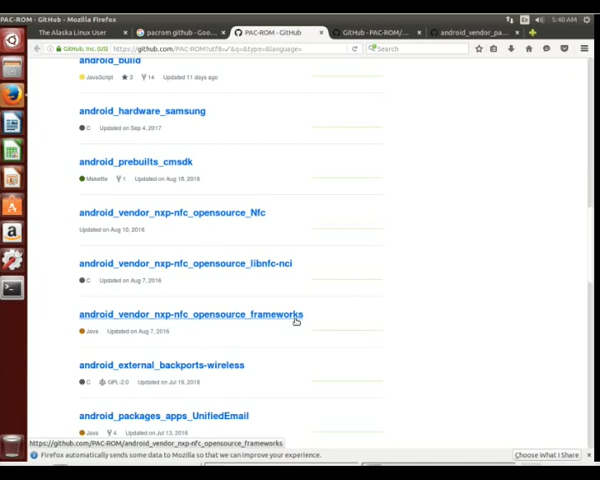 PAC-ROM · GitHub - Mozilla Firefox
En
5:40 AM
The Alaska Linux User
pacrom github - Goo...
PAC-ROM · GitHub
GitHub - PAC-ROM/...
android_vendor_pa...
GitHub, Inc. (US)
https://github.com/PAC-ROM?utf8=✓&q=&type=&language=
Search
android_build
JavaScript 2 14 Updated 11 days ago
android_hardware_samsung
C Updated on Sep 4, 2017
android_prebuilts_cmsdk
Makefile 1 Updated on Aug 18, 2016
android_vendor_nxp-nfc_opensource_Nfc
Updated on Aug 10, 2016
android_vendor_nxp-nfc_opensource_libnfc-nci
C Updated on Aug 7, 2016
android_vendor_nxp-nfc_opensource_frameworks
Java Updated on Aug 7, 2016
android_external_backports-wireless
C GPL-2.0 Updated on Jul 19, 2016
android_packages_apps_UnifiedEmail
Java 4 Updated on Jul 13, 2016
https://github.com/PAC-ROM/android_vendor_nxp-nfc_opensource_frameworks
Firefox automatically sends some data to Mozilla so that we can improve your experience.
Choose What I Share